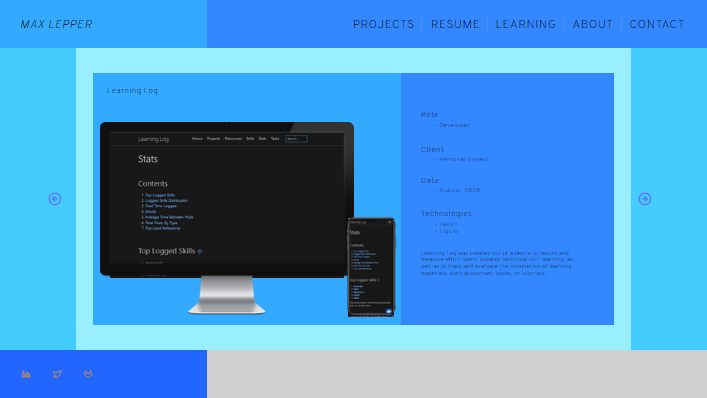 MAX LEPPER
PROJECTS
RESUME
LEARNING
ABOUT
CONTACT
Learning Log
Learning Log
About Projects Resources Skills Stats Tasks Search...
Stats
Contents
1. Top Logged Skills
2. Logged Skills Distribution
3. Total Time Logged
4. Words
5. Average Time Between Posts
6. Total Posts By Type
7. Top Used References
Top Logged Skills
Stats
Contents
Top Logged Skills
Role
- Developer
Client
- Personal project
Date
- August, 2020
Technologies
- Jekyll
- Liquid
Learning Log was created out of a desire to record and
measure effort spent towards technical skill learning, as
well as to track and evaluate the completion of learning
materials, such as courses, books, or tutorials.